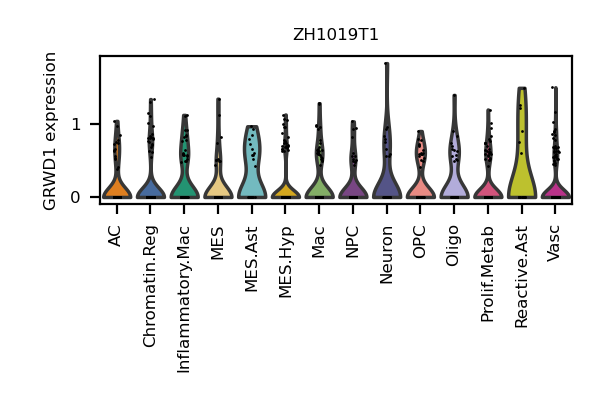 ZH1019T1
GRWD1 expression
1
0
AC
Chromatin.Reg
Inflammatory.Mac
MES
MES.Ast
MES.Hyp
Mac
NPC
Neuron
OPC
Oligo
Prolif.Metab
Reactive.Ast
Vasc